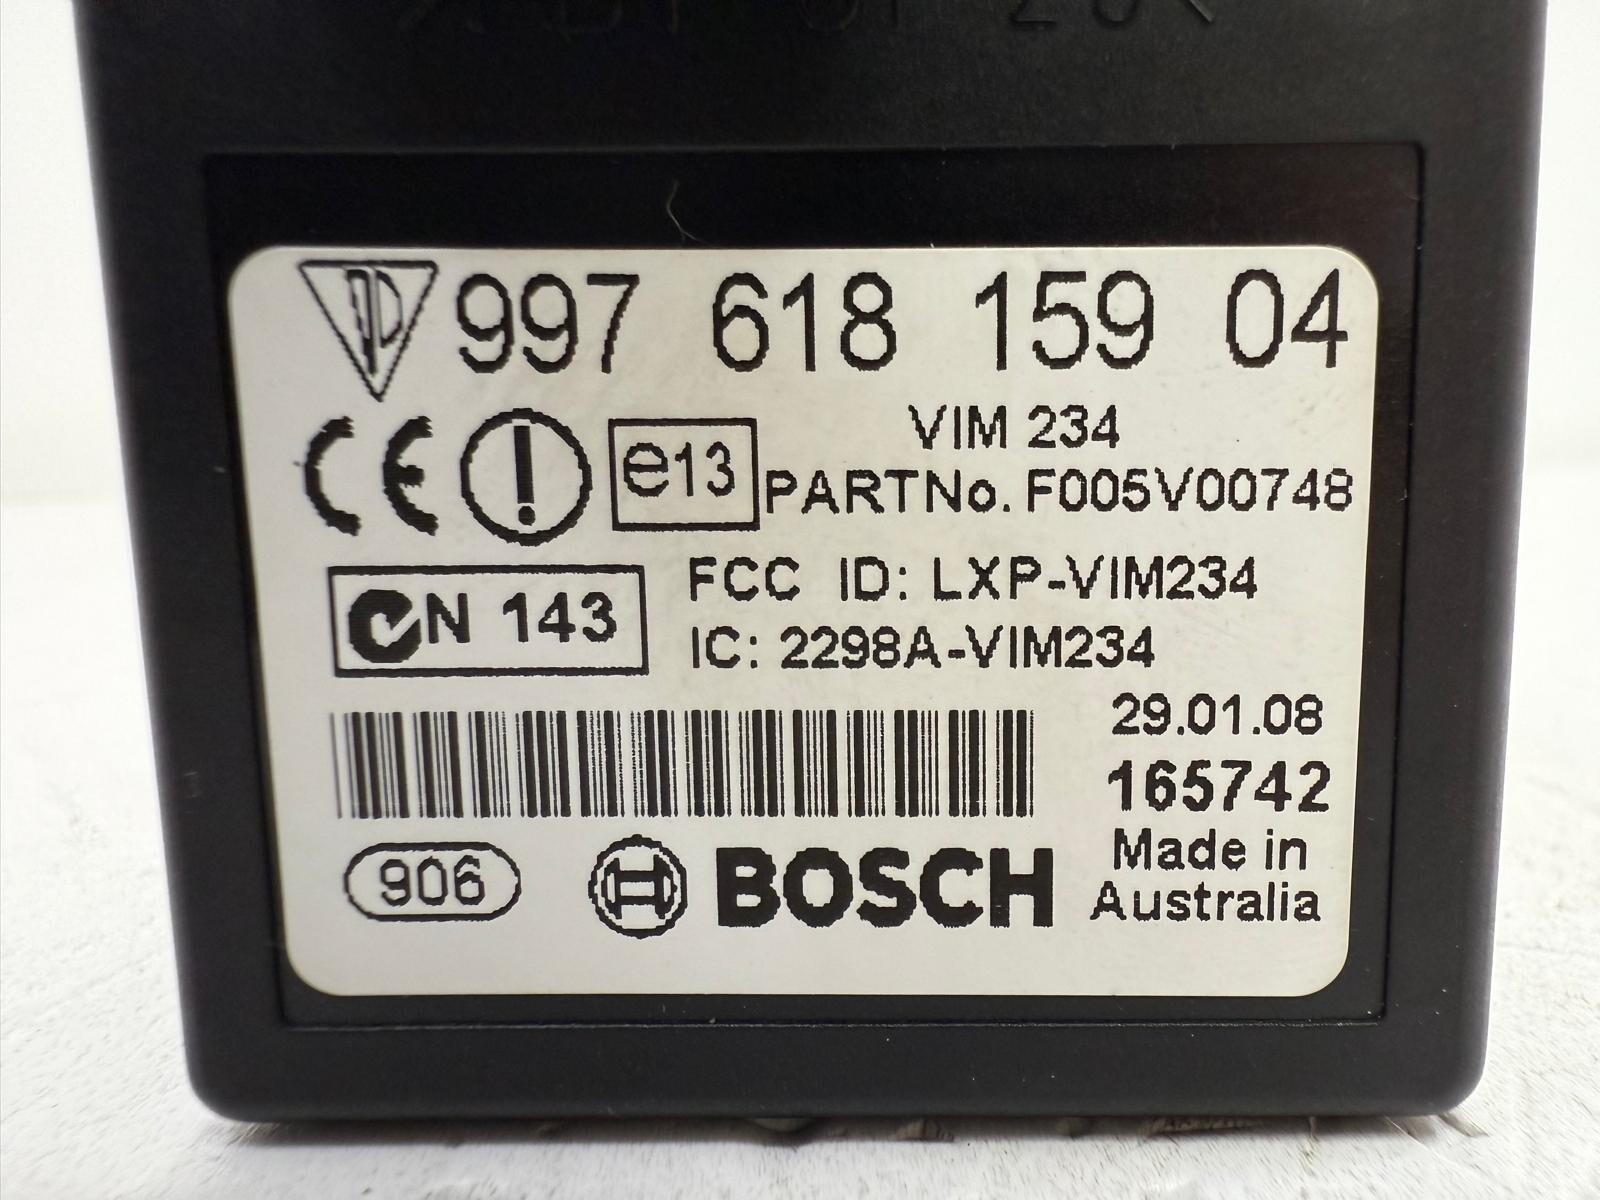 997 618 159 04
CE e13 VIM 234
PARTNo. F005V00748
N 143 FCC ID: LXP-VIM234
IC: 2298A-VIM234
29.01.08
165742
906 BOSCH Made in
Australia